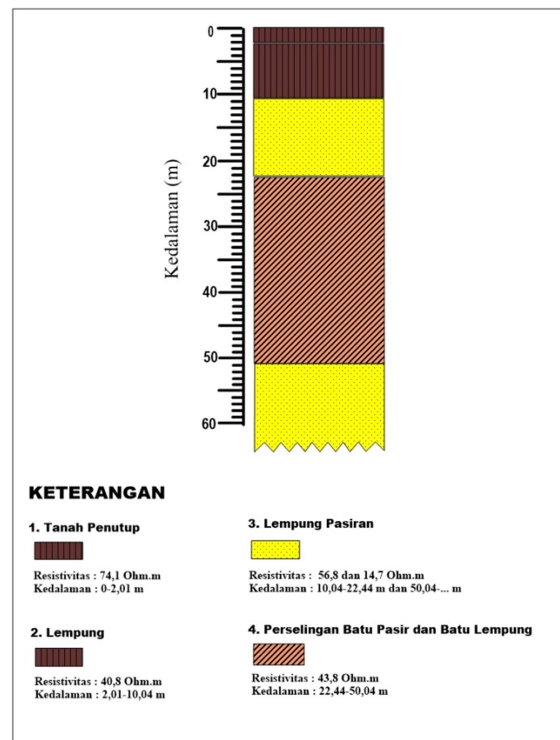 0
10
20
30
40
50
60
Kedalaman (m)
KETERANGAN
1. Tanah Penutup
Resistivitas : 74,1 Ohm.m
Kedalaman : 0-2,01 m
2. Lempung
Resistivitas : 40,8 Ohm.m
Kedalaman : 2,01-10,04 m
3. Lempung Pasiran
Resistivitas : 56,8 dan 14,7 Ohm.m
Kedalaman : 10,04-22,44 m dan 50,04-... m
4. Perselingan Batu Pasir dan Batu Lempung
Resistivitas : 43,8 Ohm.m
Kedalaman : 22,44-50,04 m